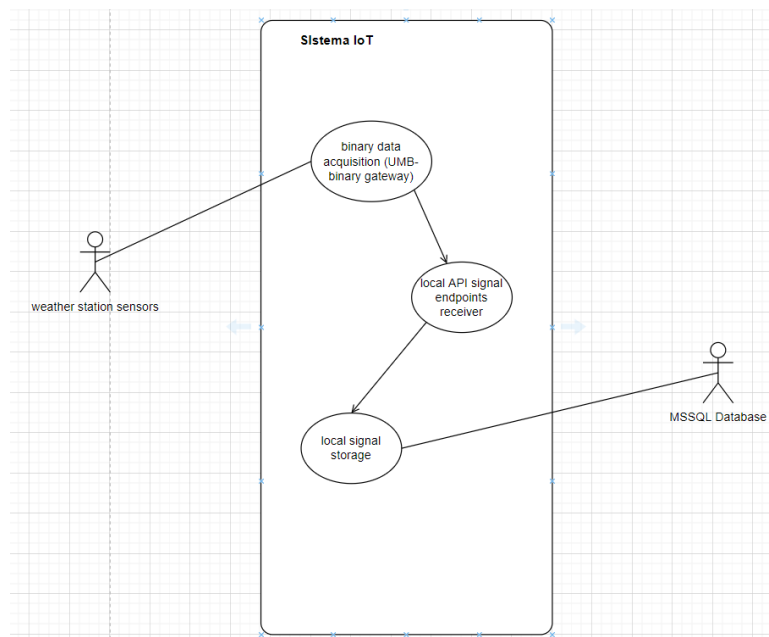 SIstema IoT
binary data
acquisition (UMB-
binary gateway)
local API signal
endpoints
receiver
weather station sensors
MSSQL Database
local signal
storage